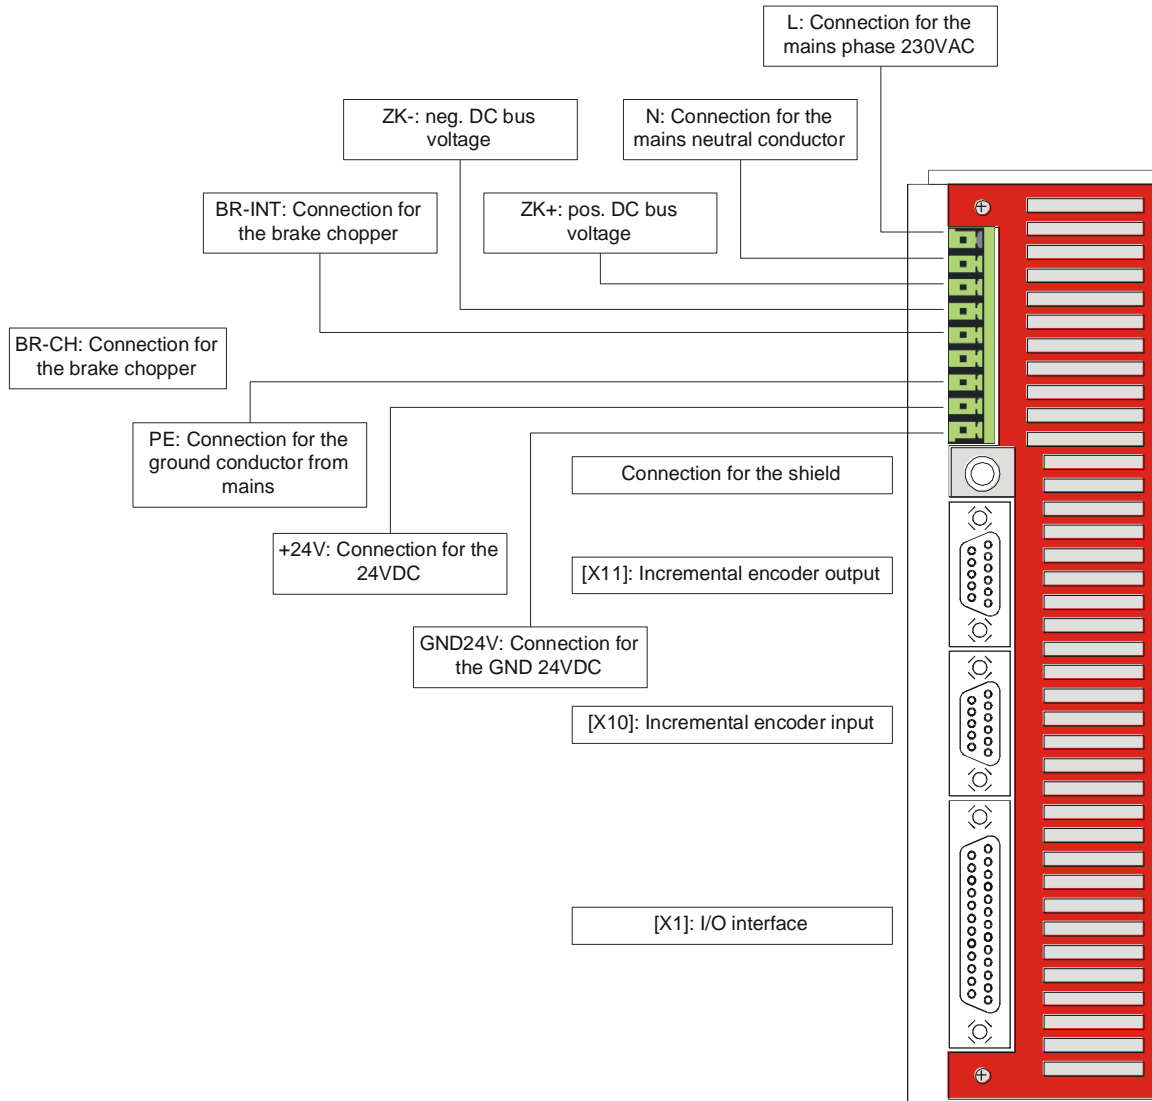 L: Connection for the
mains phase 230VAC
ZK-: neg. DC bus
voltage
N: Connection for the
mains neutral conductor
BR-INT: Connection for
the brake chopper
ZK+: pos. DC bus
voltage
BR-CH: Connection for
the brake chopper
PE: Connection for the
ground conductor from
mains
Connection for the shield
+24V: Connection for the
24VDC
[X11]: Incremental encoder output
GND24V: Connection for
the GND 24VDC
[X10]: Incremental encoder input
[X1]: I/O interface